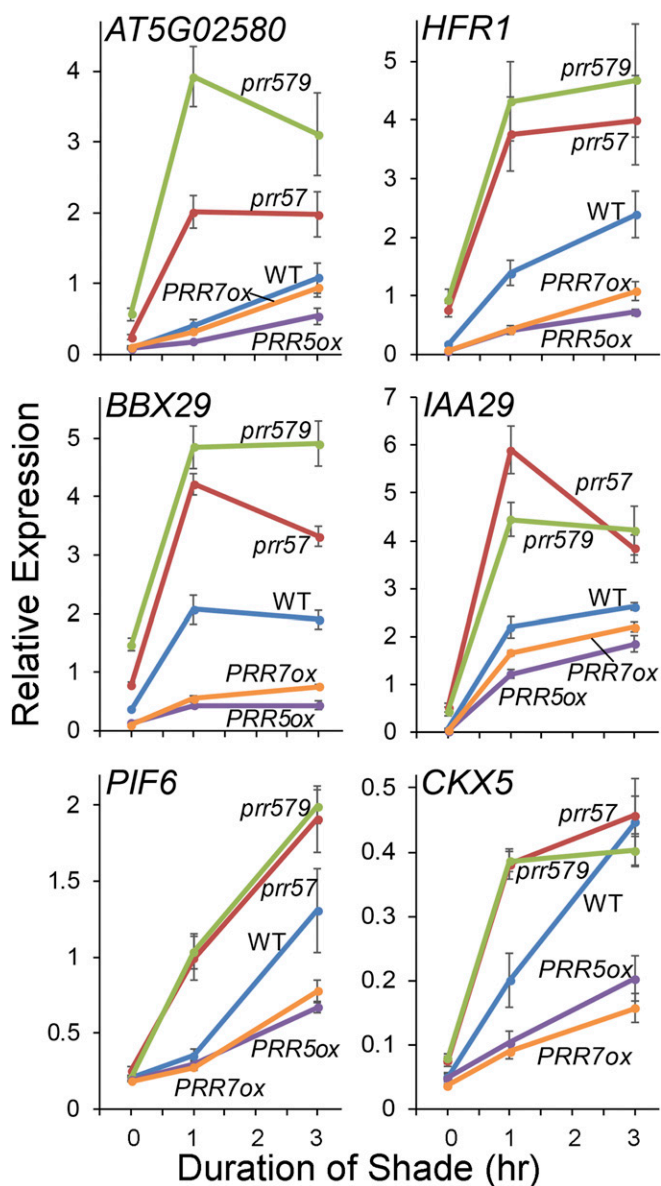 AT5G02580
4
3
2
1
0
prr579
prr57
WT
PRR7ox
PRR5ox
HFR1
5
4
3
2
1
0
prr579
prr57
WT
PRR7ox
PRR5ox
BBX29
5
4
3
2
1
0
prr579
prr57
WT
PRR7ox
PRR5ox
IAA29
7
6
5
4
3
2
1
0
prr57
prr579
WT
PRR7ox
PRR5ox
PIF6
2
1.5
1
0.5
0
prr579
prr57
WT
PRR5ox
PRR7ox
0 1 2 3
CKX5
0.5
0.4
0.3
0.2
0.1
0
prr57
prr579
WT
PRR5ox
PRR7ox
0 1 2 3
Relative Expression
Duration of Shade (hr)